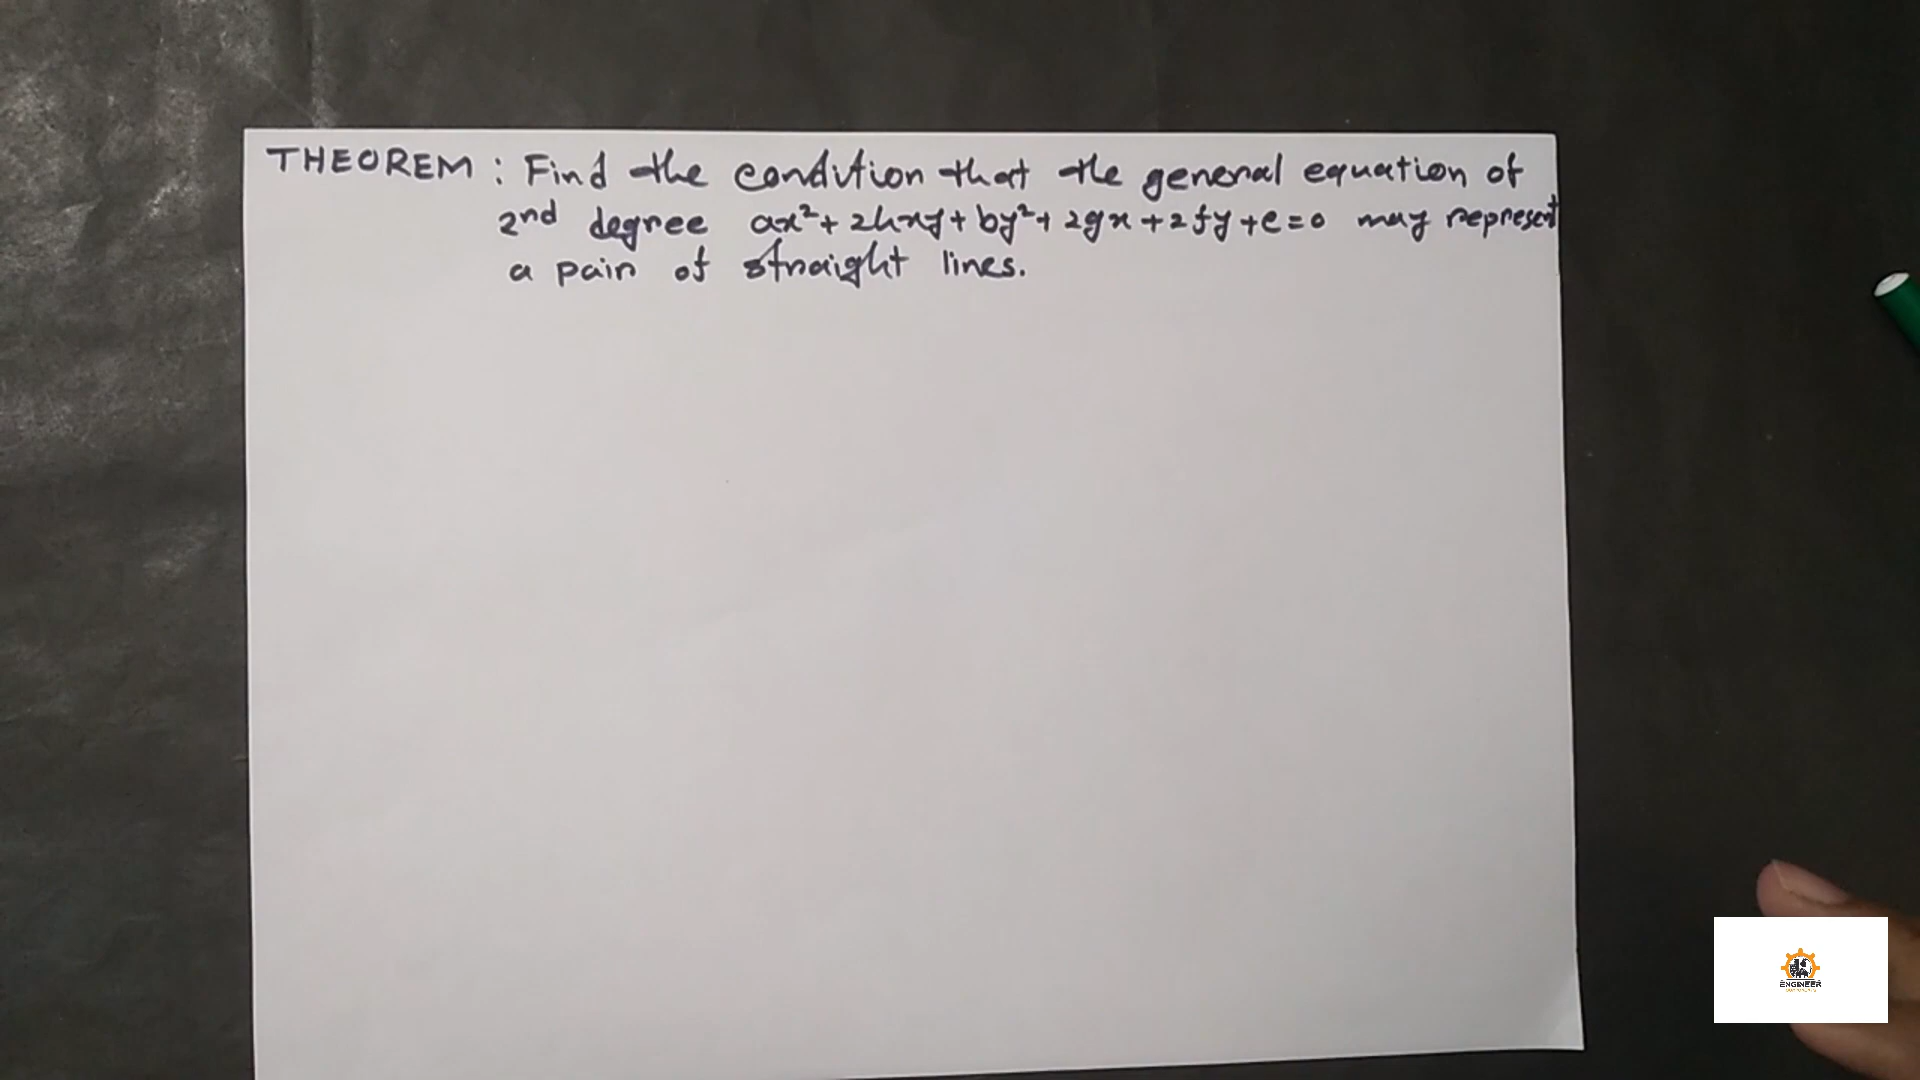 THEOREM : Find the condition that the general equation of
2nd degree ax²+ 2hxy + by²+ 2gx + 2fy + c = 0 may represent
a pair of straight lines.
ENGINEER